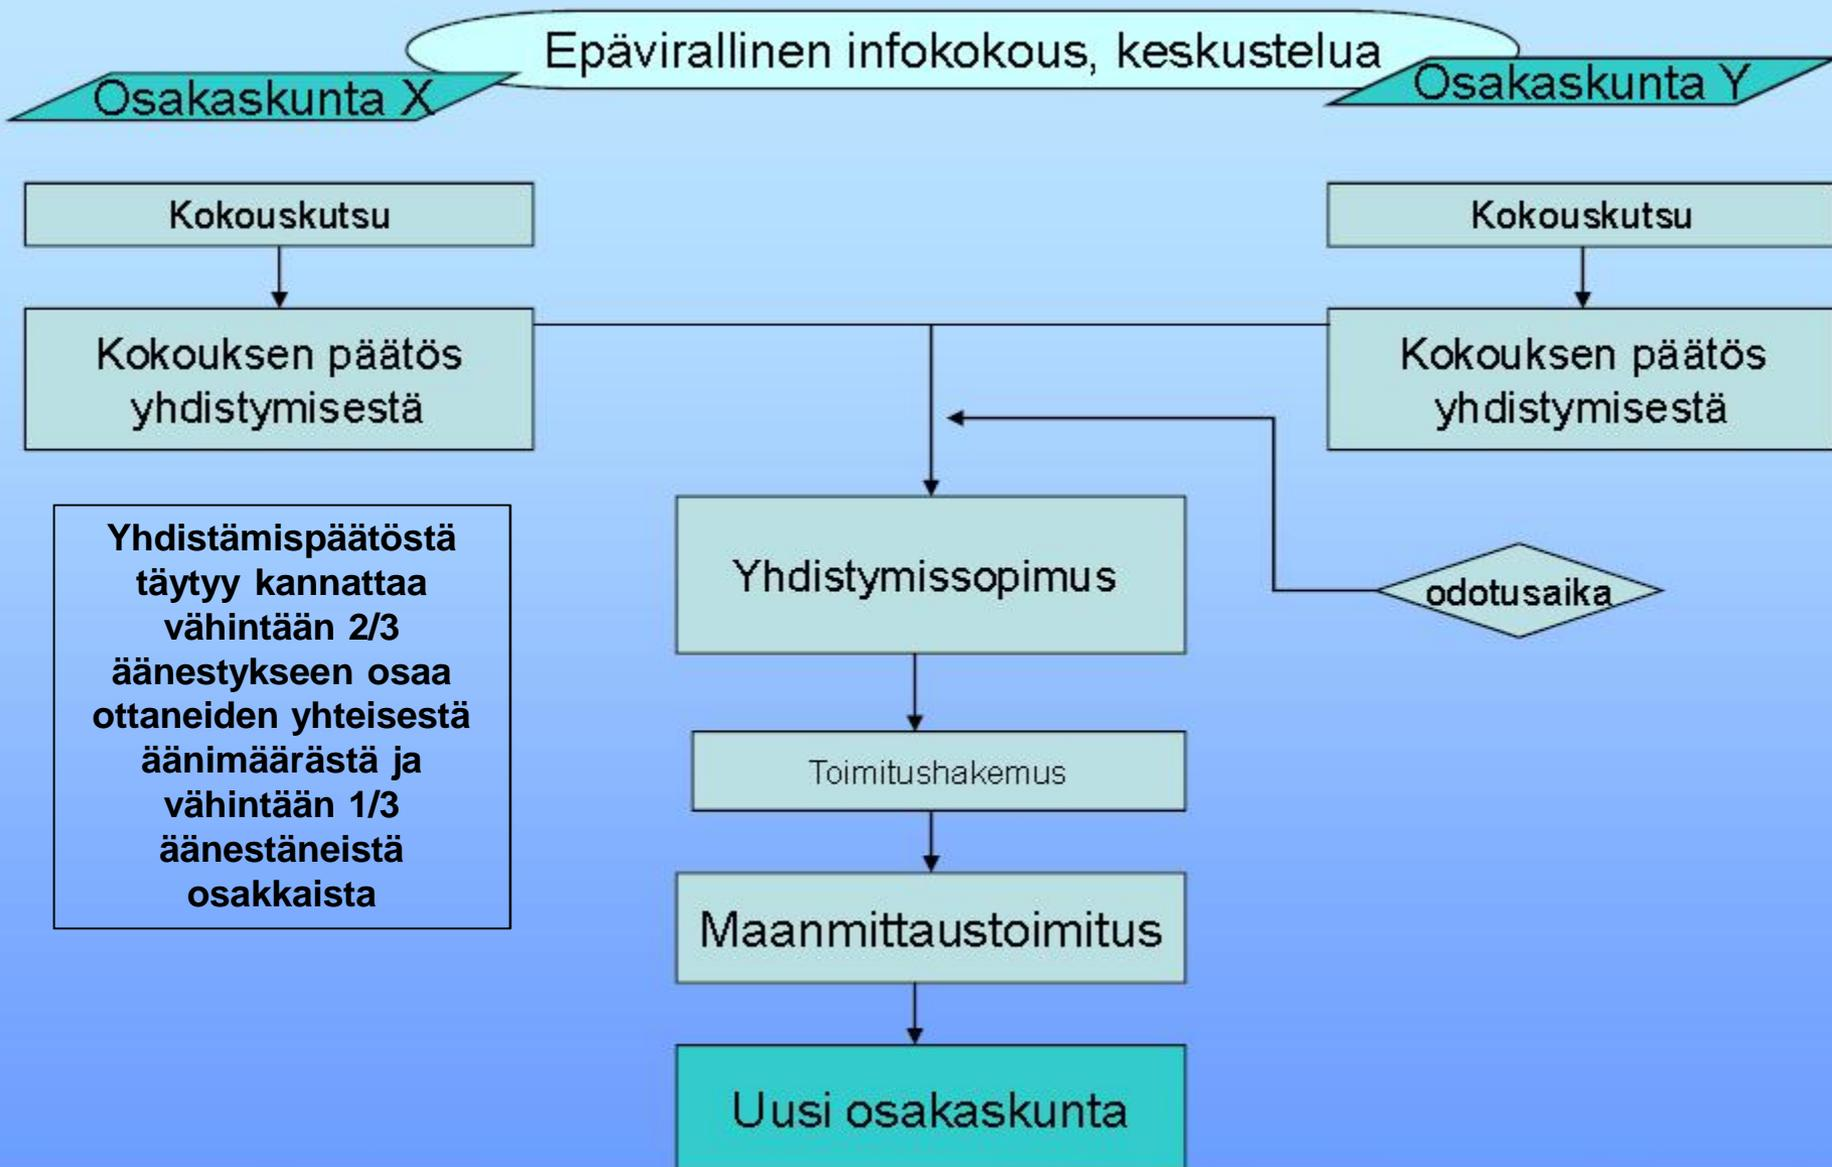 Epävirallinen infokokous, keskustelua
Osakaskunta X
Osakaskunta Y
Kokouskutsu
Kokouskutsu
Kokouksen päätös
yhdistymisestä
Kokouksen päätös
yhdistymisestä
Yhdistämispäätöstä
täytyy kannattaa
vähintään 2/3
äänestykseen osaa
ottaneiden yhteisestä
äänimäärästä ja
vähintään 1/3
äänestäneistä
osakkaista
Yhdistymissopimus
odotusaika
Toimitushakemus
Maanmittaustoimitus
Uusi osakaskunta